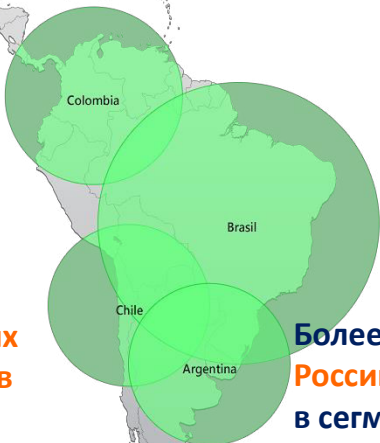 Colombia
Brasil
Chile
Argentina
их
в
Более
Росси
в сегм